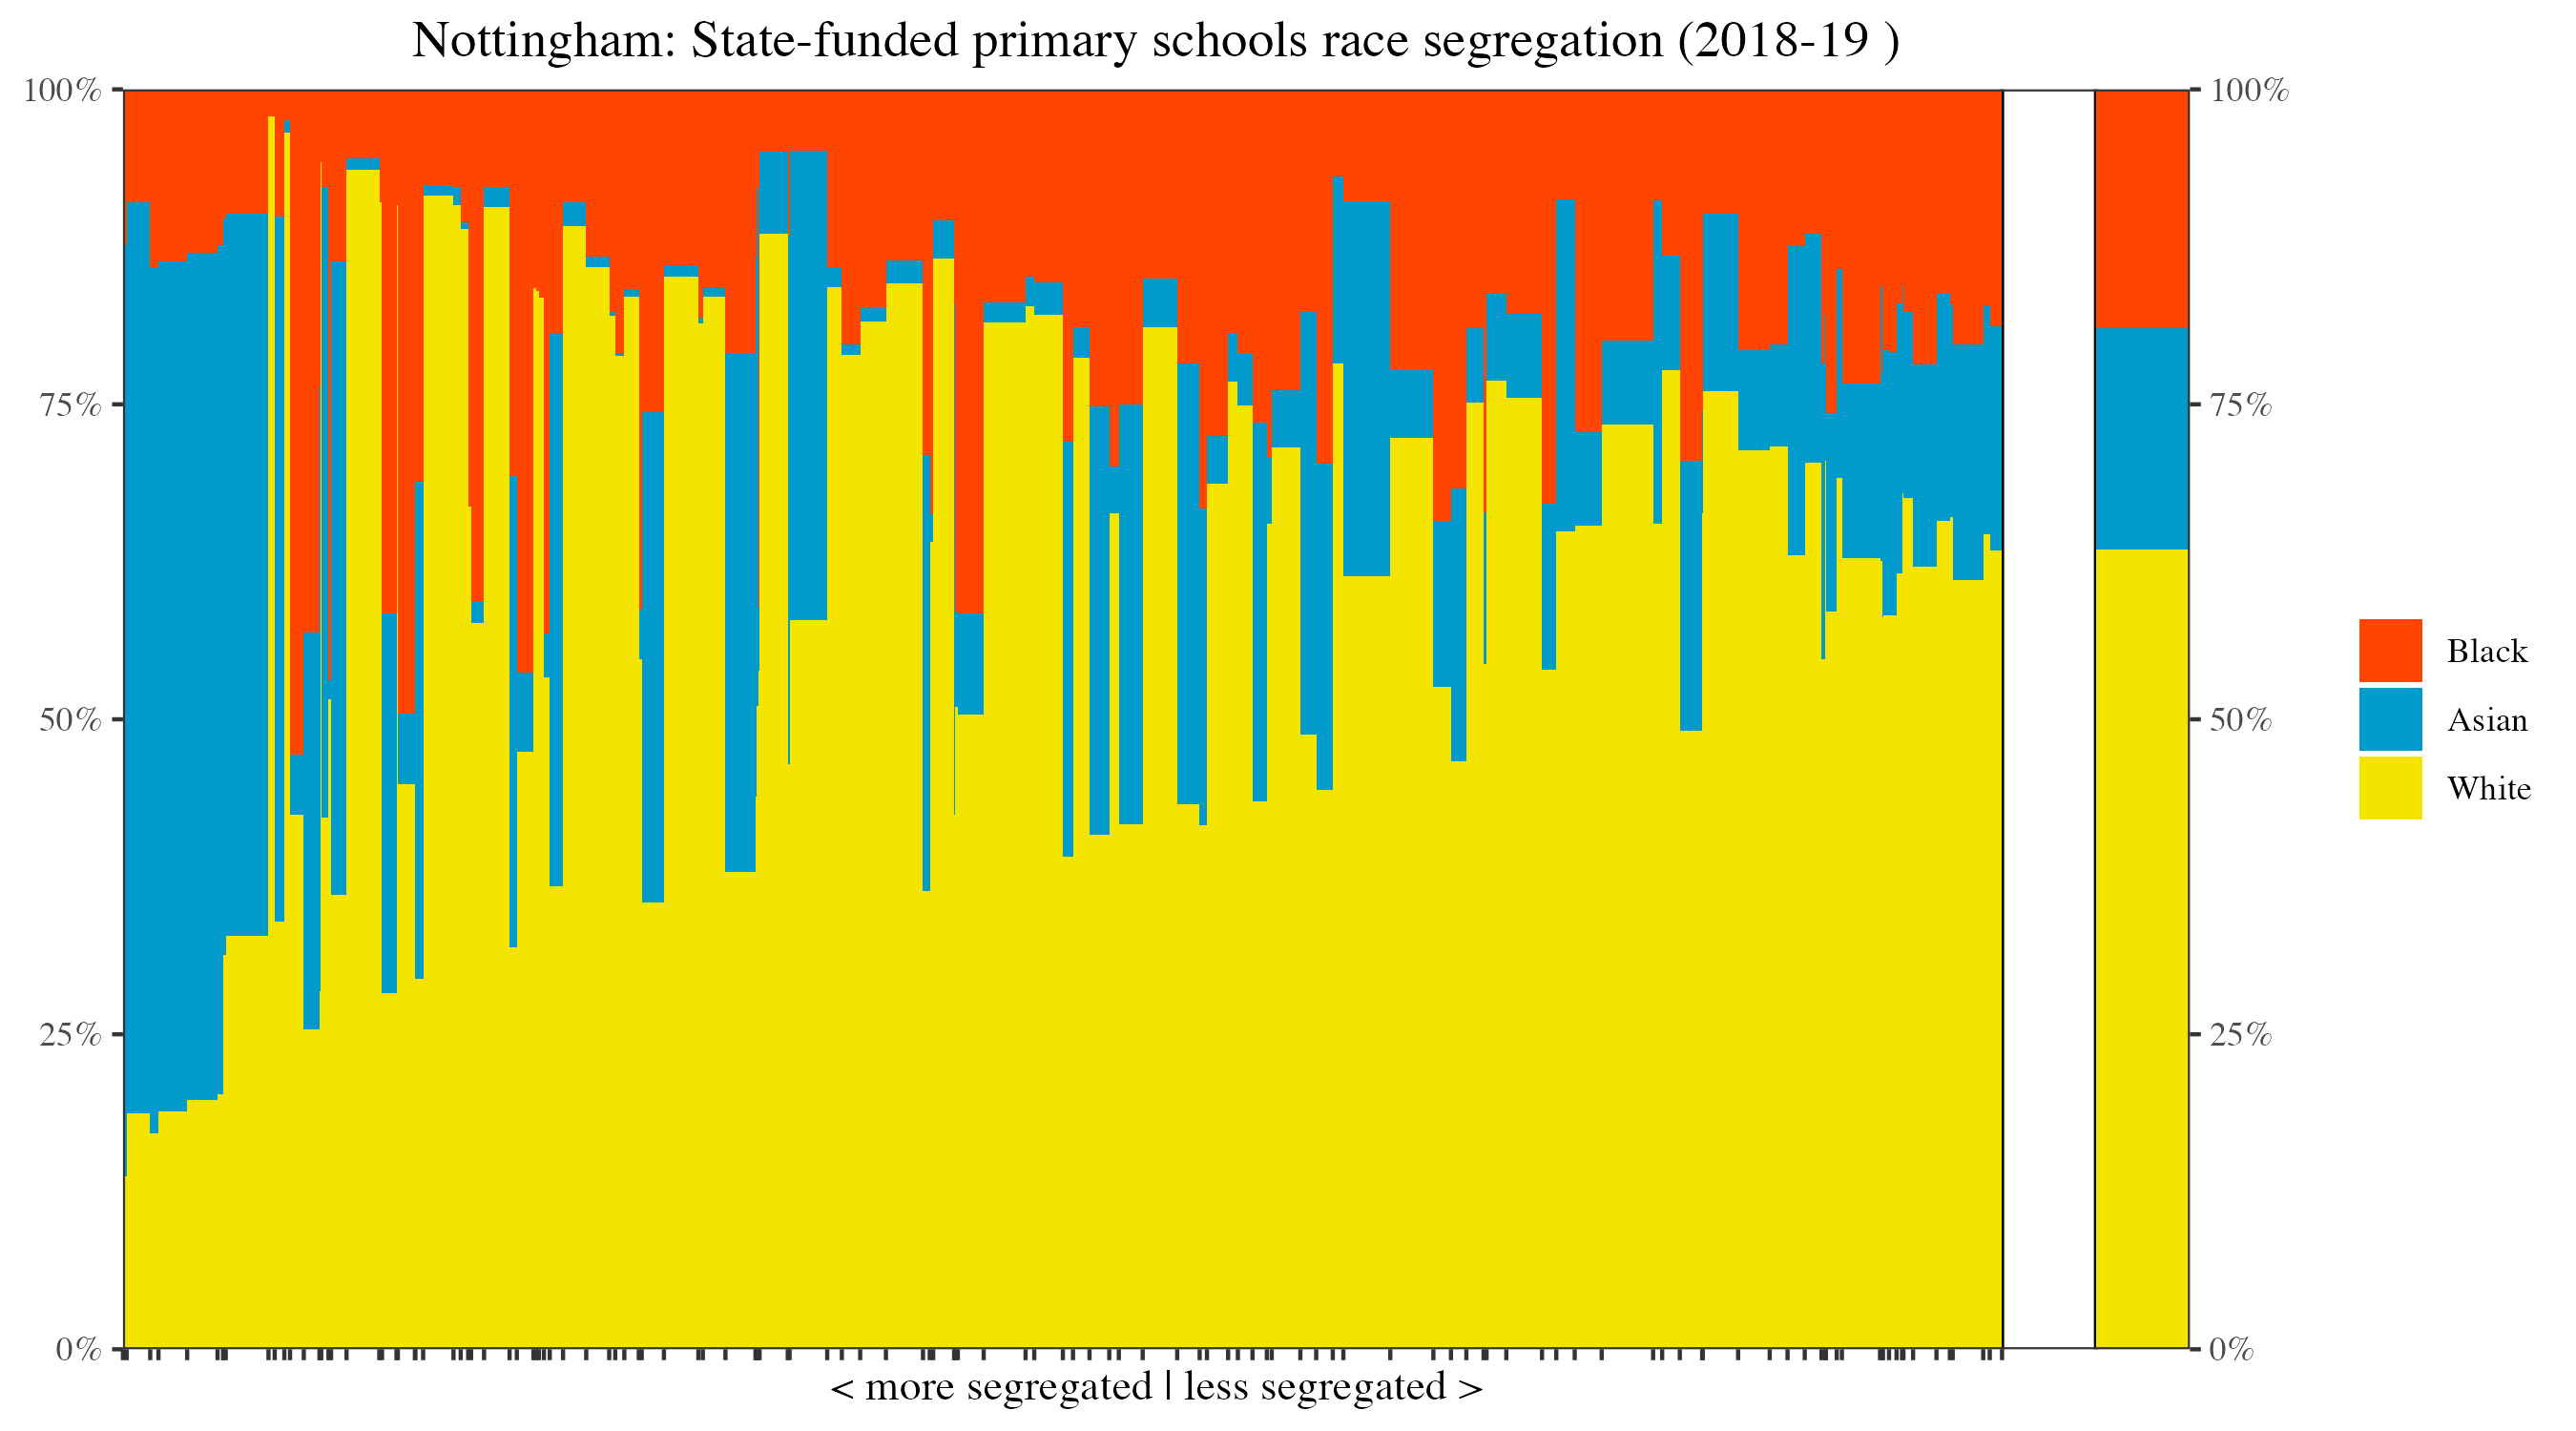 Nottingham: State-funded primary schools race segregation (2018-19 )
100%
75%
50%
25%
0%
100%
75%
50%
25%
0%
< more segregated | less segregated >
Black
Asian
White